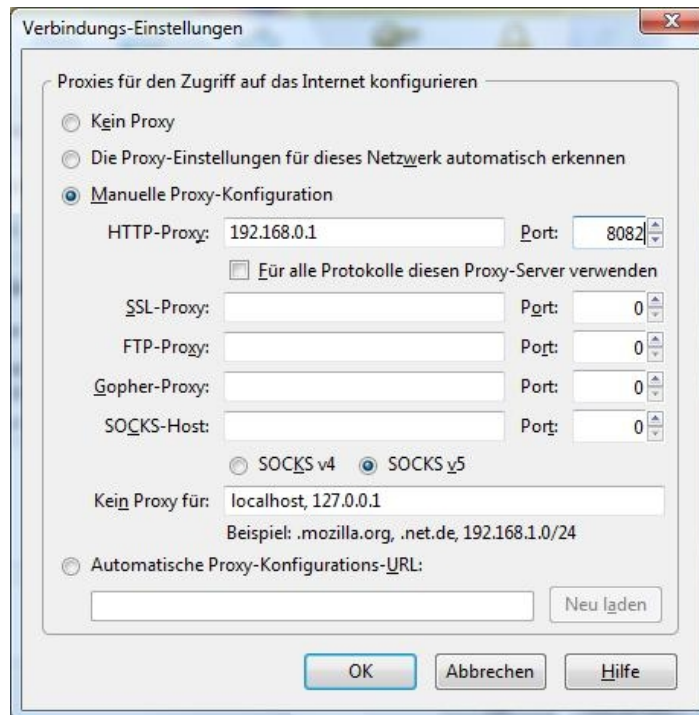 Verbindungs-Einstellungen
Proxies für den Zugriff auf das Internet konfigurieren
Kein Proxy
Die Proxy-Einstellungen für dieses Netzwerk automatisch erkennen
Manuelle Proxy-Konfiguration
HTTP-Proxy: 192.168.0.1 Port: 8082
Für alle Protokolle diesen Proxy-Server verwenden
SSL-Proxy: Port: 0
FTP-Proxy: Port: 0
Gopher-Proxy: Port: 0
SOCKS-Host: Port: 0
SOCKS v4 SOCKS v5
Kein Proxy für: localhost, 127.0.0.1
Beispiel: .mozilla.org, .net.de, 192.168.1.0/24
Automatische Proxy-Konfigurations-URL:
Neu laden
OK Abbrechen Hilfe